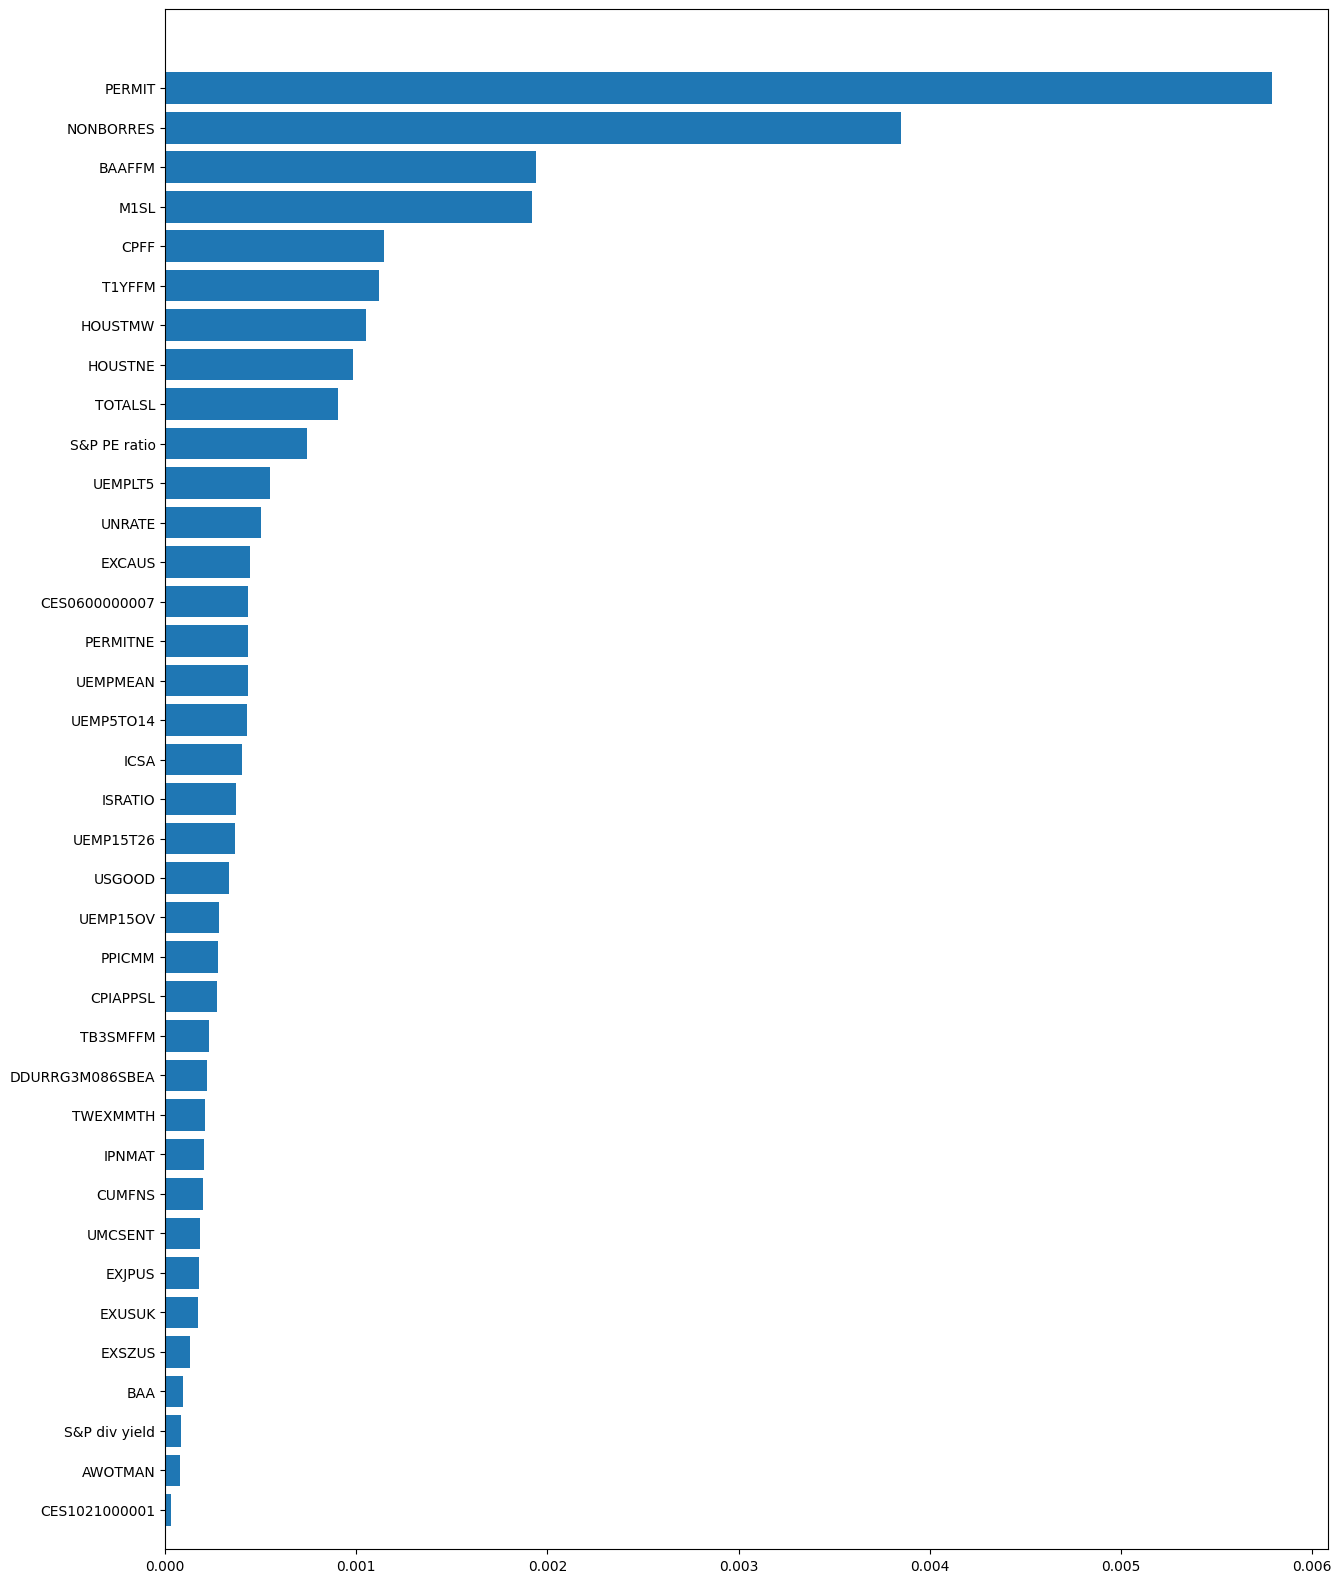 PERMIT
NONBORRES
BAAFFM
M1SL
CPFF
T1YFFM
HOUSTMW
HOUSTNE
TOTALSL
S&P PE ratio
UEMPLT5
UNRATE
EXCAUS
CES0600000007
PERMITNE
UEMPMEAN
UEMP5TO14
ICSA
ISRATIO
UEMP15T26
USGOOD
UEMP15OV
PPICMM
CPIAPPSL
TB3SMFFM
DDURRG3M086SBEA
TWEXMMTH
IPNMAT
CUMFNS
UMCSENT
EXJPUS
EXUSUK
EXSZUS
BAA
S&P div yield
AWOTMAN
CES1021000001
0.000 0.001 0.002 0.003 0.004 0.005 0.006